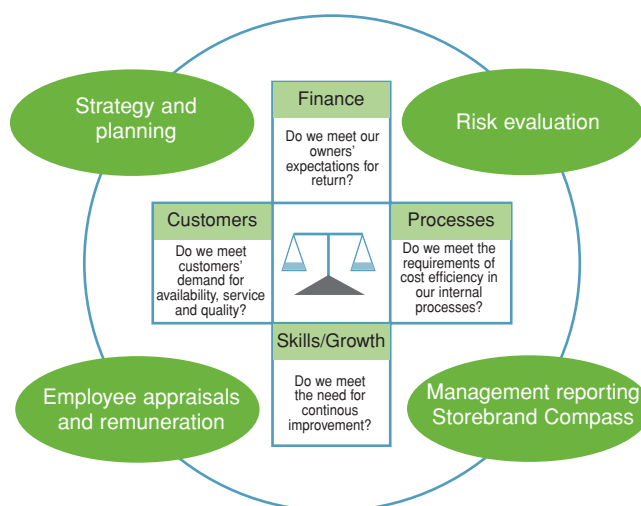 Strategy and
planning
Finance
Do we meet our
owners'
expectations for
return?
Risk evaluation
Customers
Do we meet
customers'
demand for
availability, service
and quality?
Processes
Do we meet the
requirements of
cost efficiency in
our internal
processes?
Skills/Growth
Do we meet
the need for
continous
improvement?
Employee appraisals
and remuneration
Management reporting
Storebrand Compass